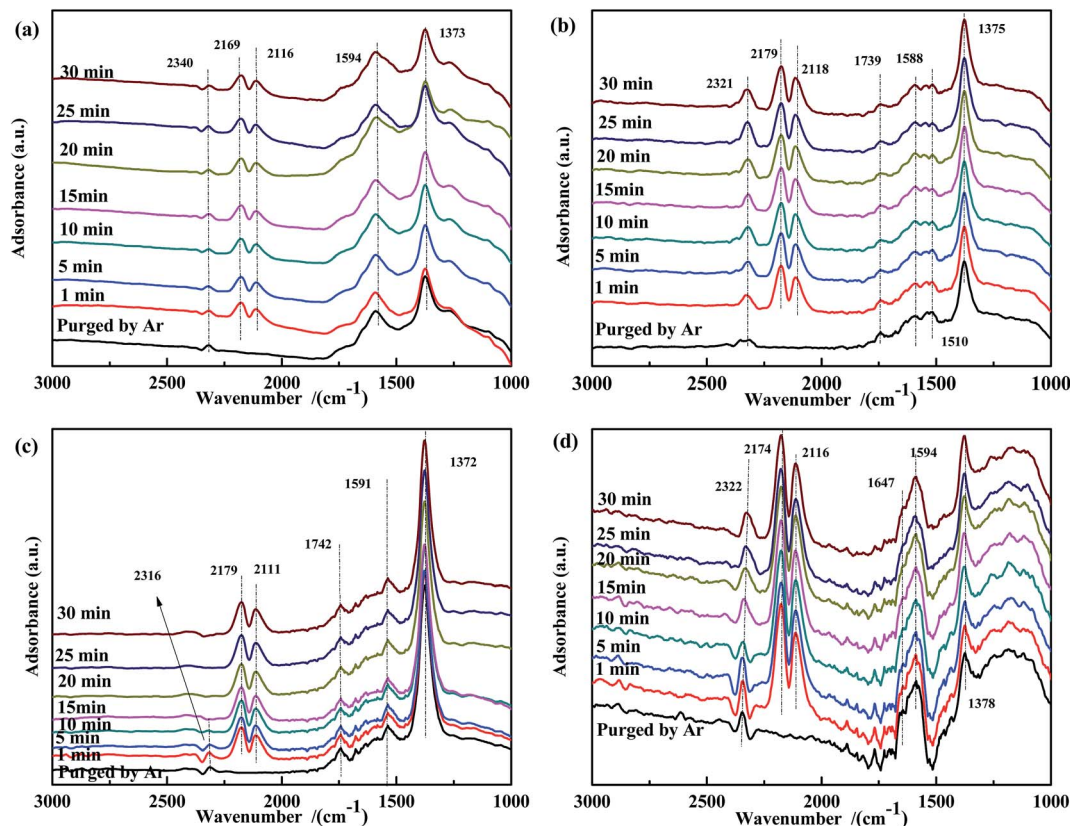 (a)
2340
2169
2116
1594
1373
30 min
25 min
20 min
15min
10 min
5 min
1 min
Purged by Ar
Adsorbance (a.u.)
3000
2500
2000
1500
1000
Wavenumber /(cm-1)
(b)
2321
2179
2118
1739
1588
1375
30 min
25 min
20 min
15min
10 min
5 min
1 min
Purged by Ar
1510
Adsorbance (a.u.)
3000
2500
2000
1500
1000
Wavenumber /(cm-1)
(c)
2316
2179
2111
1742
1591
1372
30 min
25 min
20 min
15min
10 min
5 min
1 min
Purged by Ar
Adsorbance (a.u.)
3000
2500
2000
1500
1000
Wavenumber /(cm-1)
(d)
2322
2174
2116
1647
1594
30 min
25 min
20 min
15min
10 min
5 min
1 min
Purged by Ar
1378
Adsorbance (a.u.)
3000
2500
2000
1500
1000
Wavenumber /(cm-1)